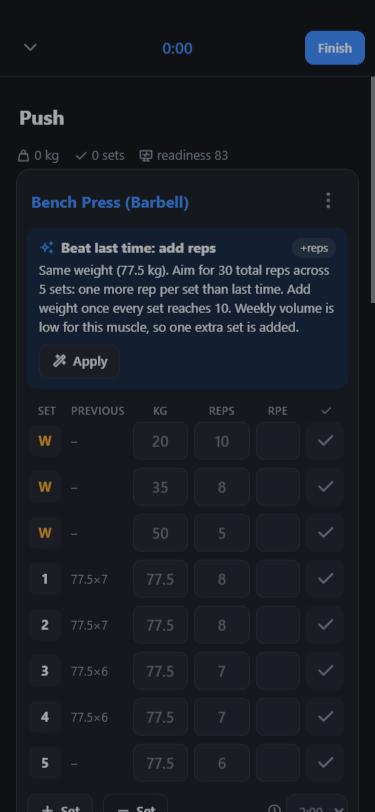 0:00
Finish
Push
0 kg 0 sets readiness 83
Bench Press (Barbell)
Beat last time: add reps +reps
Same weight (77.5 kg). Aim for 30 total reps across
5 sets: one more rep per set than last time. Add
weight once every set reaches 10. Weekly volume is
low for this muscle, so one extra set is added.
Apply
SET PREVIOUS KG REPS RPE ✓
W – 20 10
W – 35 8
W – 50 5
1 77.5×7 77.5 8
2 77.5×7 77.5 8
3 77.5×6 77.5 7
4 77.5×6 77.5 7
5 – 77.5 6
+ Set − Set 2:00